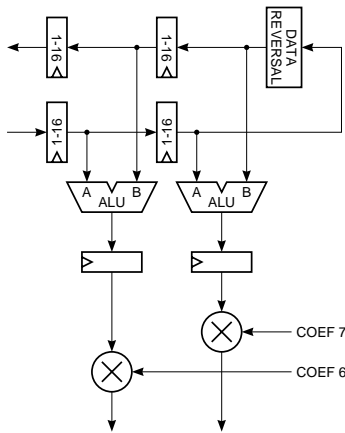 1-16
1-16
DATA
REVERSAL
1-16
1-16
A
B
ALU
A
B
ALU
COEF 7
COEF 6